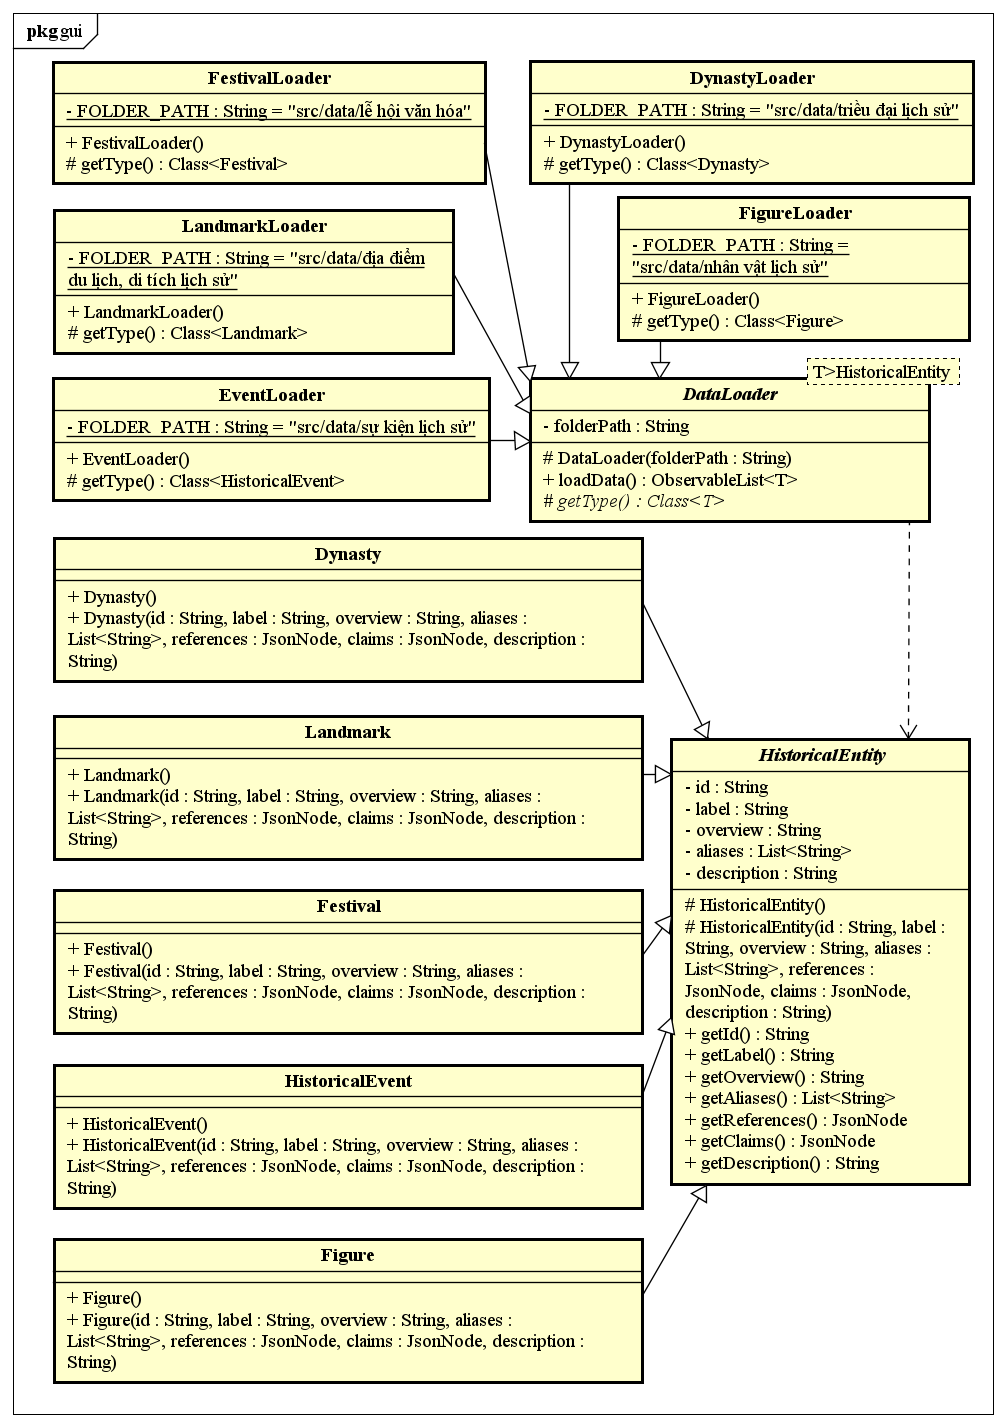 pkg gui
FestivalLoader
- FOLDER_PATH : String = "src/data/lễ hội văn hóa"
+ FestivalLoader()
# getType() : Class<Festival>
DynastyLoader
- FOLDER_PATH : String = "src/data/triều đại lịch sử"
+ DynastyLoader()
# getType() : Class<Dynasty>
LandmarkLoader
- FOLDER_PATH : String = "src/data/địa điểm
du lịch, di tích lịch sử"
+ LandmarkLoader()
# getType() : Class<Landmark>
FigureLoader
- FOLDER_PATH : String =
"src/data/nhân vật lịch sử"
+ FigureLoader()
# getType() : Class<Figure>
EventLoader
- FOLDER_PATH : String = "src/data/sự kiện lịch sử"
+ EventLoader()
# getType() : Class<HistoricalEvent>
T>HistoricalEntity
DataLoader
- folderPath : String
# DataLoader(folderPath : String)
+ loadData() : ObservableList<T>
# getType() : Class<T>
Dynasty
+ Dynasty()
+ Dynasty(id : String, label : String, overview : String, aliases :
List<String>, references : JsonNode, claims : JsonNode, description :
String)
Landmark
+ Landmark()
+ Landmark(id : String, label : String, overview : String, aliases :
List<String>, references : JsonNode, claims : JsonNode, description :
String)
Festival
+ Festival()
+ Festival(id : String, label : String, overview : String, aliases :
List<String>, references : JsonNode, claims : JsonNode, description :
String)
HistoricalEvent
+ HistoricalEvent()
+ HistoricalEvent(id : String, label : String, overview : String, aliases :
List<String>, references : JsonNode, claims : JsonNode, description :
String)
Figure
+ Figure()
+ Figure(id : String, label : String, overview : String, aliases :
List<String>, references : JsonNode, claims : JsonNode, description :
String)
HistoricalEntity
- id : String
- label : String
- overview : String
- aliases : List<String>
- description : String
# HistoricalEntity()
# HistoricalEntity(id : String, label :
String, overview : String, aliases :
List<String>, references :
JsonNode, claims : JsonNode,
description : String)
+ getId() : String
+ getLabel() : String
+ getOverview() : String
+ getAliases() : List<String>
+ getReferences() : JsonNode
+ getClaims() : JsonNode
+ getDescription() : String